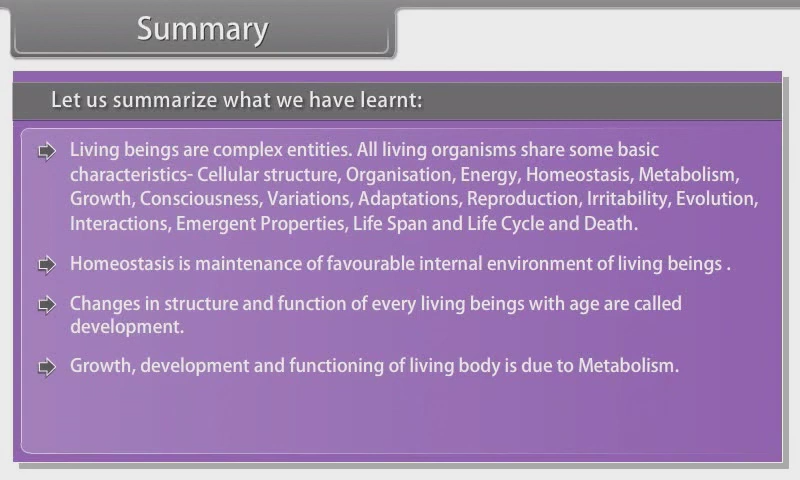 Summary
Let us summarize what we have learnt:
Living beings are complex entities. All living organisms share some basic
characteristics- Cellular structure, Organisation, Energy, Homeostasis, Metabolism,
Growth, Consciousness, Variations, Adaptations, Reproduction, Irritability, Evolution,
Interactions, Emergent Properties, Life Span and Life Cycle and Death.
Homeostasis is maintenance of favourable internal environment of living beings .
Changes in structure and function of every living beings with age are called
development.
Growth, development and functioning of living body is due to Metabolism.